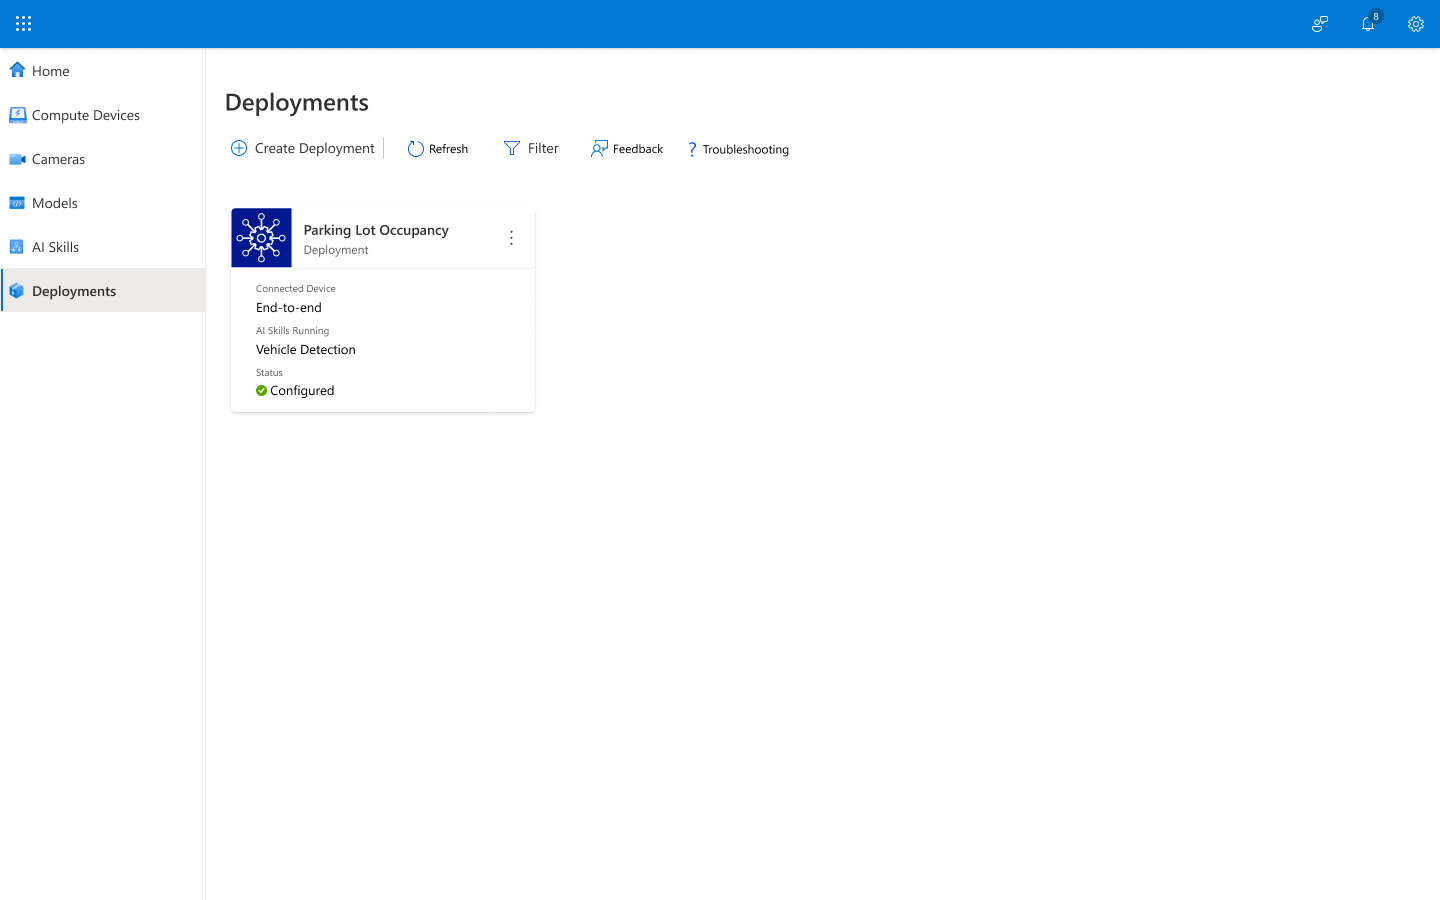 8
Home
Compute Devices
Cameras
Models
AI Skills
Deployments
Deployments
Create Deployment
Refresh
Filter
Feedback
? Troubleshooting
Parking Lot Occupancy
Deployment
Connected Device
End-to-end
AI Skills Running
Vehicle Detection
Status
Configured